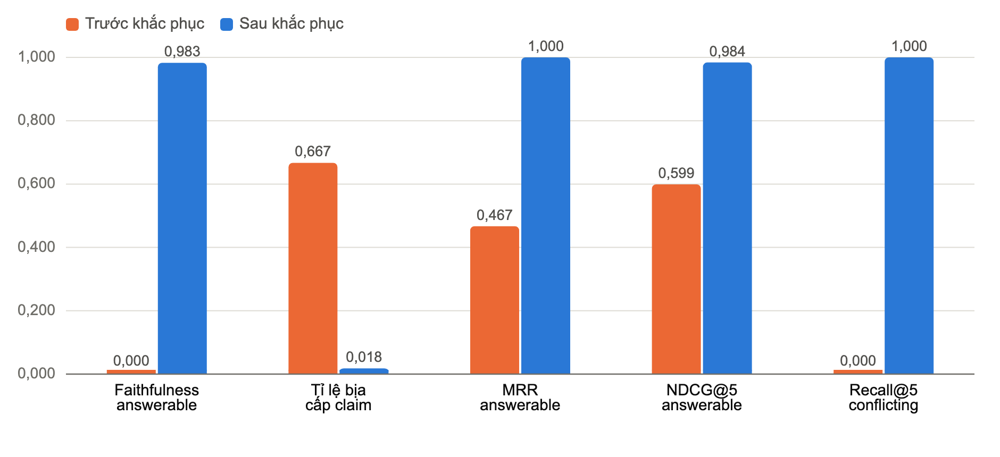 Trước khắc phục Sau khắc phục
1,000
0,800
0,600
0,400
0,200
0,000
0,000
0,983
0,667
0,018
0,467
1,000
0,599
0,984
0,000
1,000
Faithfulness
answerable
Tỉ lệ bịa
cấp claim
MRR
answerable
NDCG@5
answerable
Recall@5
conflicting